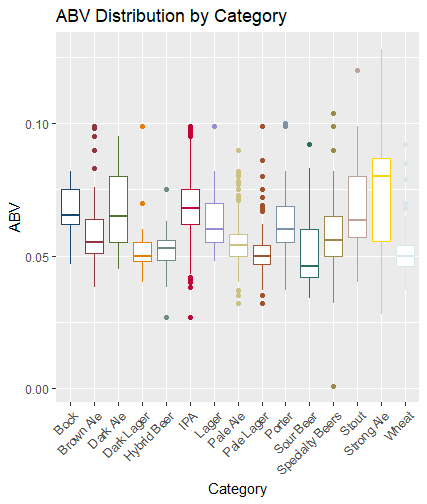 ABV Distribution by Category
ABV
0.10
0.05
0.00
Bock
Brown Ale
Dark Ale
Dark Lager
Hybrid Beer
IPA
Lager
Pale Ale
Pale Lager
Porter
Sour Beer
Specialty Beers
Stout
Strong Ale
Wheat
Category